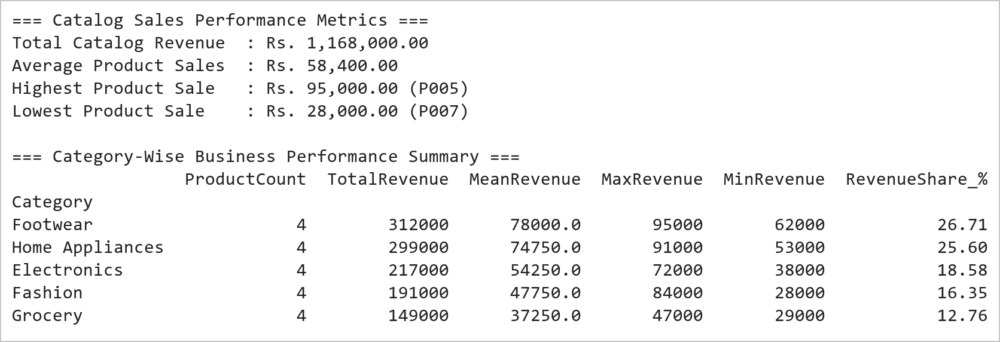 === Catalog Sales Performance Metrics ===
Total Catalog Revenue  : Rs. 1,168,000.00
Average Product Sales  : Rs. 58,400.00
Highest Product Sale   : Rs. 95,000.00 (P005)
Lowest Product Sale    : Rs. 28,000.00 (P007)

=== Category-Wise Business Performance Summary ===
                 ProductCount  TotalRevenue  MeanRevenue  MaxRevenue  MinRevenue  RevenueShare_%
Category
Footwear                    4        312000      78000.0       95000       62000           26.71
Home Appliances             4        299000      74750.0       91000       53000           25.60
Electronics                 4        217000      54250.0       72000       38000           18.58
Fashion                     4        191000      47750.0       84000       28000           16.35
Grocery                     4        149000      37250.0       47000       29000           12.76